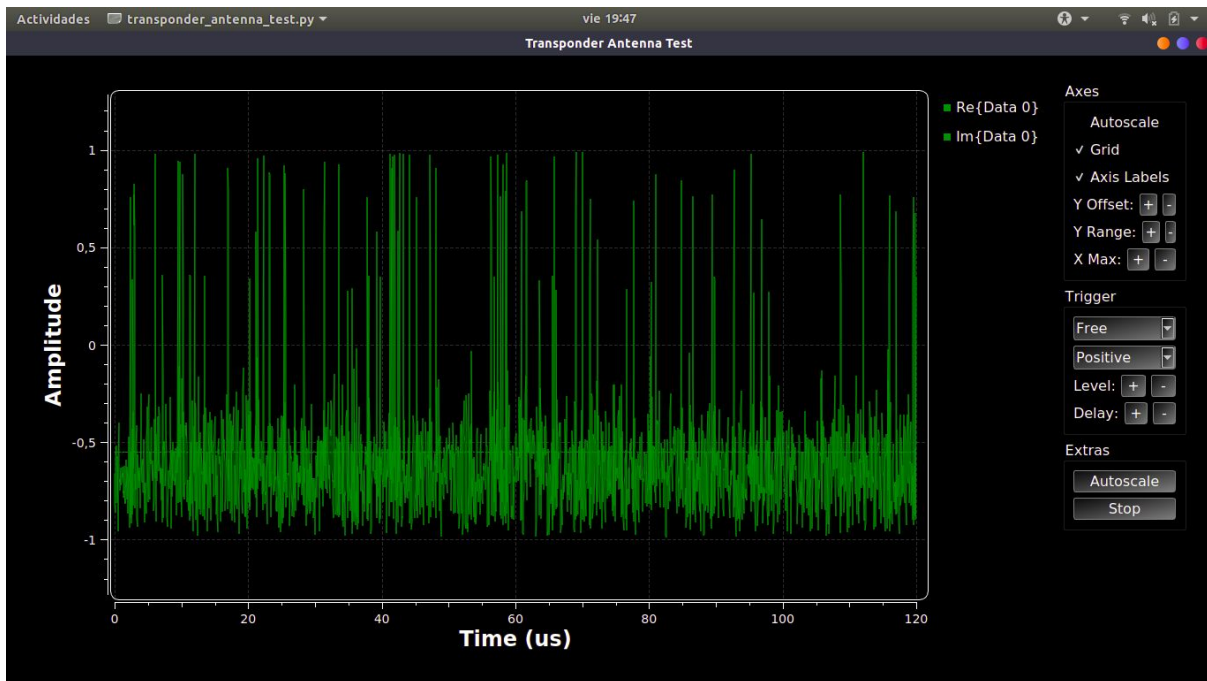 Actividades transponder_antenna_test.py vie 19:47
Transponder Antenna Test
Re{Data 0}
Im{Data 0}
Amplitude
1
0,5
0
-0,5
-1
0 20 40 60 80 100 120
Time (us)
Axes
Autoscale
✓ Grid
✓ Axis Labels
Y Offset: + -
Y Range: + -
X Max: + -
Trigger
Free
Positive
Level: + -
Delay: + -
Extras
Autoscale
Stop